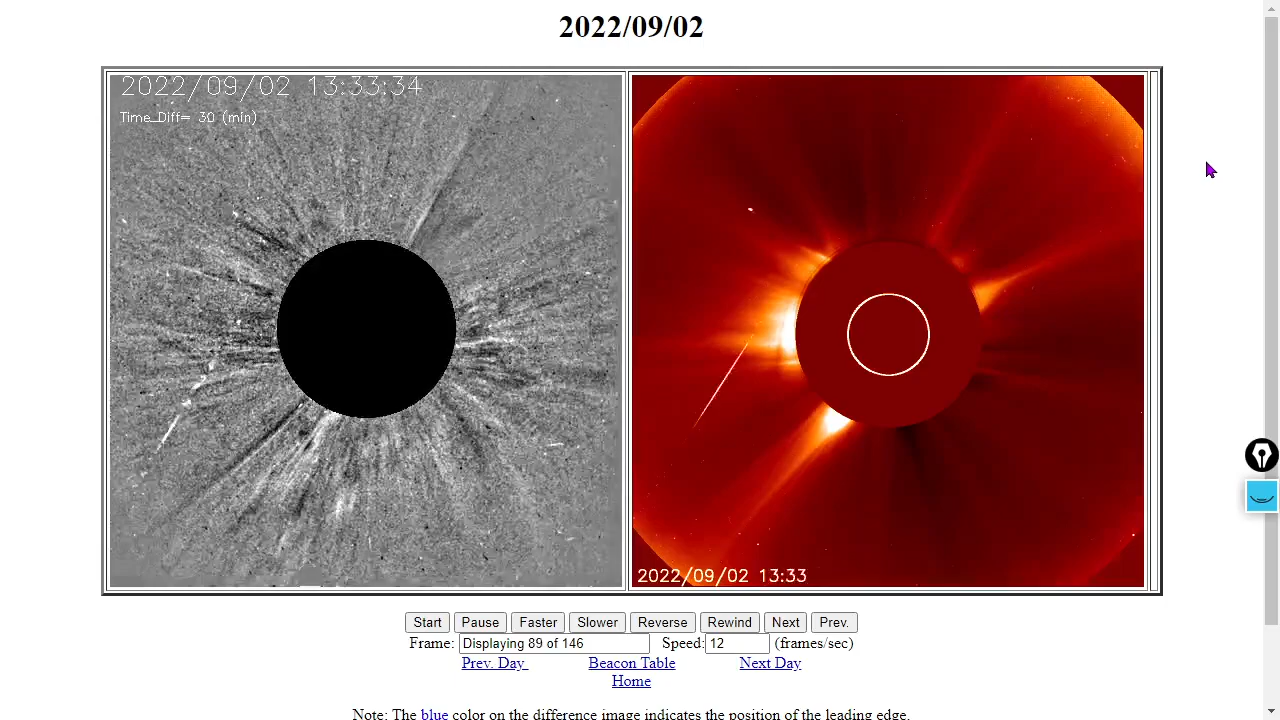 2022/09/02
2022/09/02 13:33:34
Time_Diff= 30 (min)
2022/09/02 13:33
Start Pause Faster Slower Reverse Rewind Next Prev.
Frame: Displaying 89 of 146 Speed: 12 (frames/sec)
Prev. Day Beacon Table Next Day
Home
Note: The blue color on the difference image indicates the position of the leading edge.